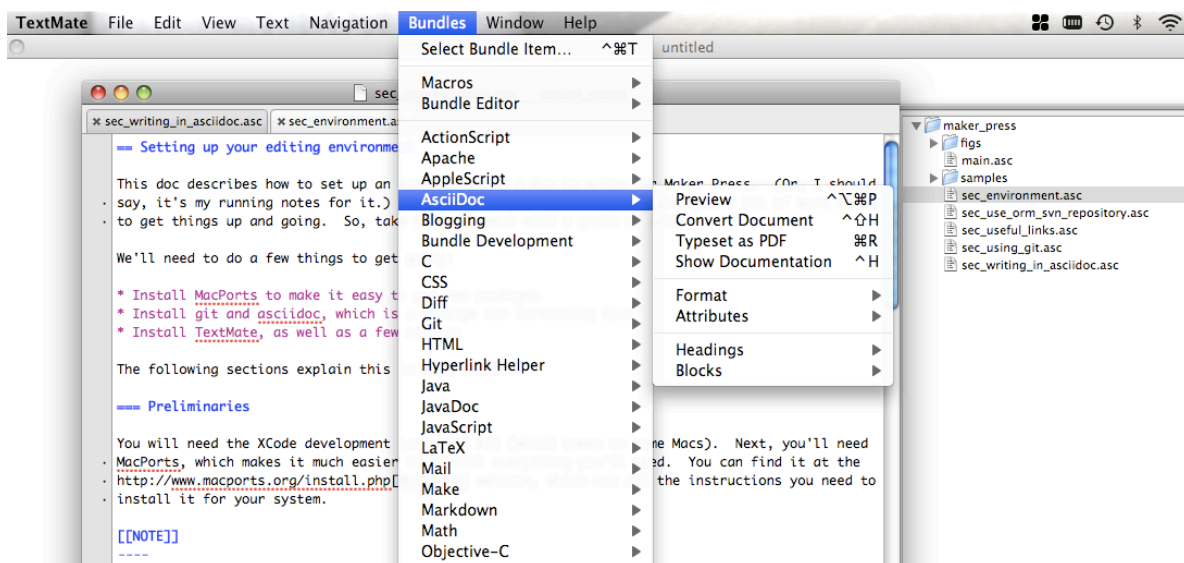 TextMate File Edit View Text Navigation Bundles Window Help
untitled
Select Bundle Item... ^⌘T
Macros
Bundle Editor
ActionScript
Apache
AppleScript
AsciiDoc
Blogging
Bundle Development
C
CSS
Diff
Git
HTML
Hyperlink Helper
Java
JavaDoc
JavaScript
LaTeX
Mail
Make
Markdown
Math
Objective-C
Preview ^⌥⌘P
Convert Document ^⇧H
Typeset as PDF ⌘R
Show Documentation ^H
Format
Attributes
Headings
Blocks
sec_writing_in_asciidoc.asc sec_environment.a
== Setting up your editing environme
This doc describes how to set up an Maker Press. (Or, I should
say, it's my running notes for it.)
to get things up and going. So, tak
We'll need to do a few things to get
* Install MacPorts to make it easy t
* Install git and asciidoc, which is
* Install TextMate, as well as a few
The following sections explain this
=== Preliminaries
You will need the XCode development me Macs). Next, you'll need
MacPorts, which makes it much easier ed. You can find it at the
http://www.macports.org/install.php[ the instructions you need to
install it for your system.
[[NOTE]]
----
maker_press
figs
main.asc
samples
sec_environment.asc
sec_use_orm_svn_repository.asc
sec_useful_links.asc
sec_using_git.asc
sec_writing_in_asciidoc.asc